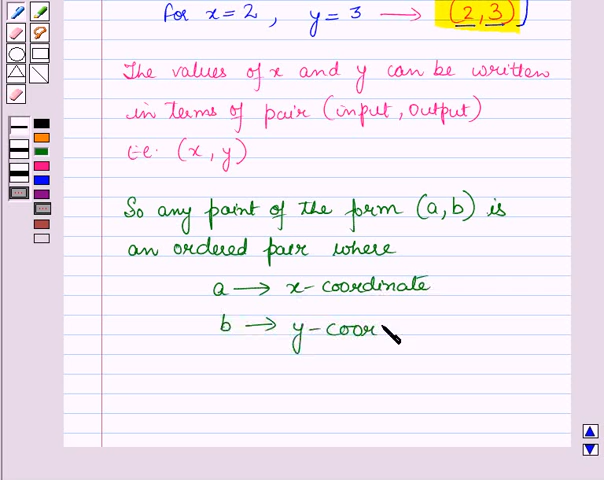 For x = 2 , y = 3 → (2, 3)
The values of x and y can be written
in terms of pair (input, output)
i.e. (x, y)
So any point of the form (a, b) is
an ordered pair where
a → x-coordinate
b → y-coor